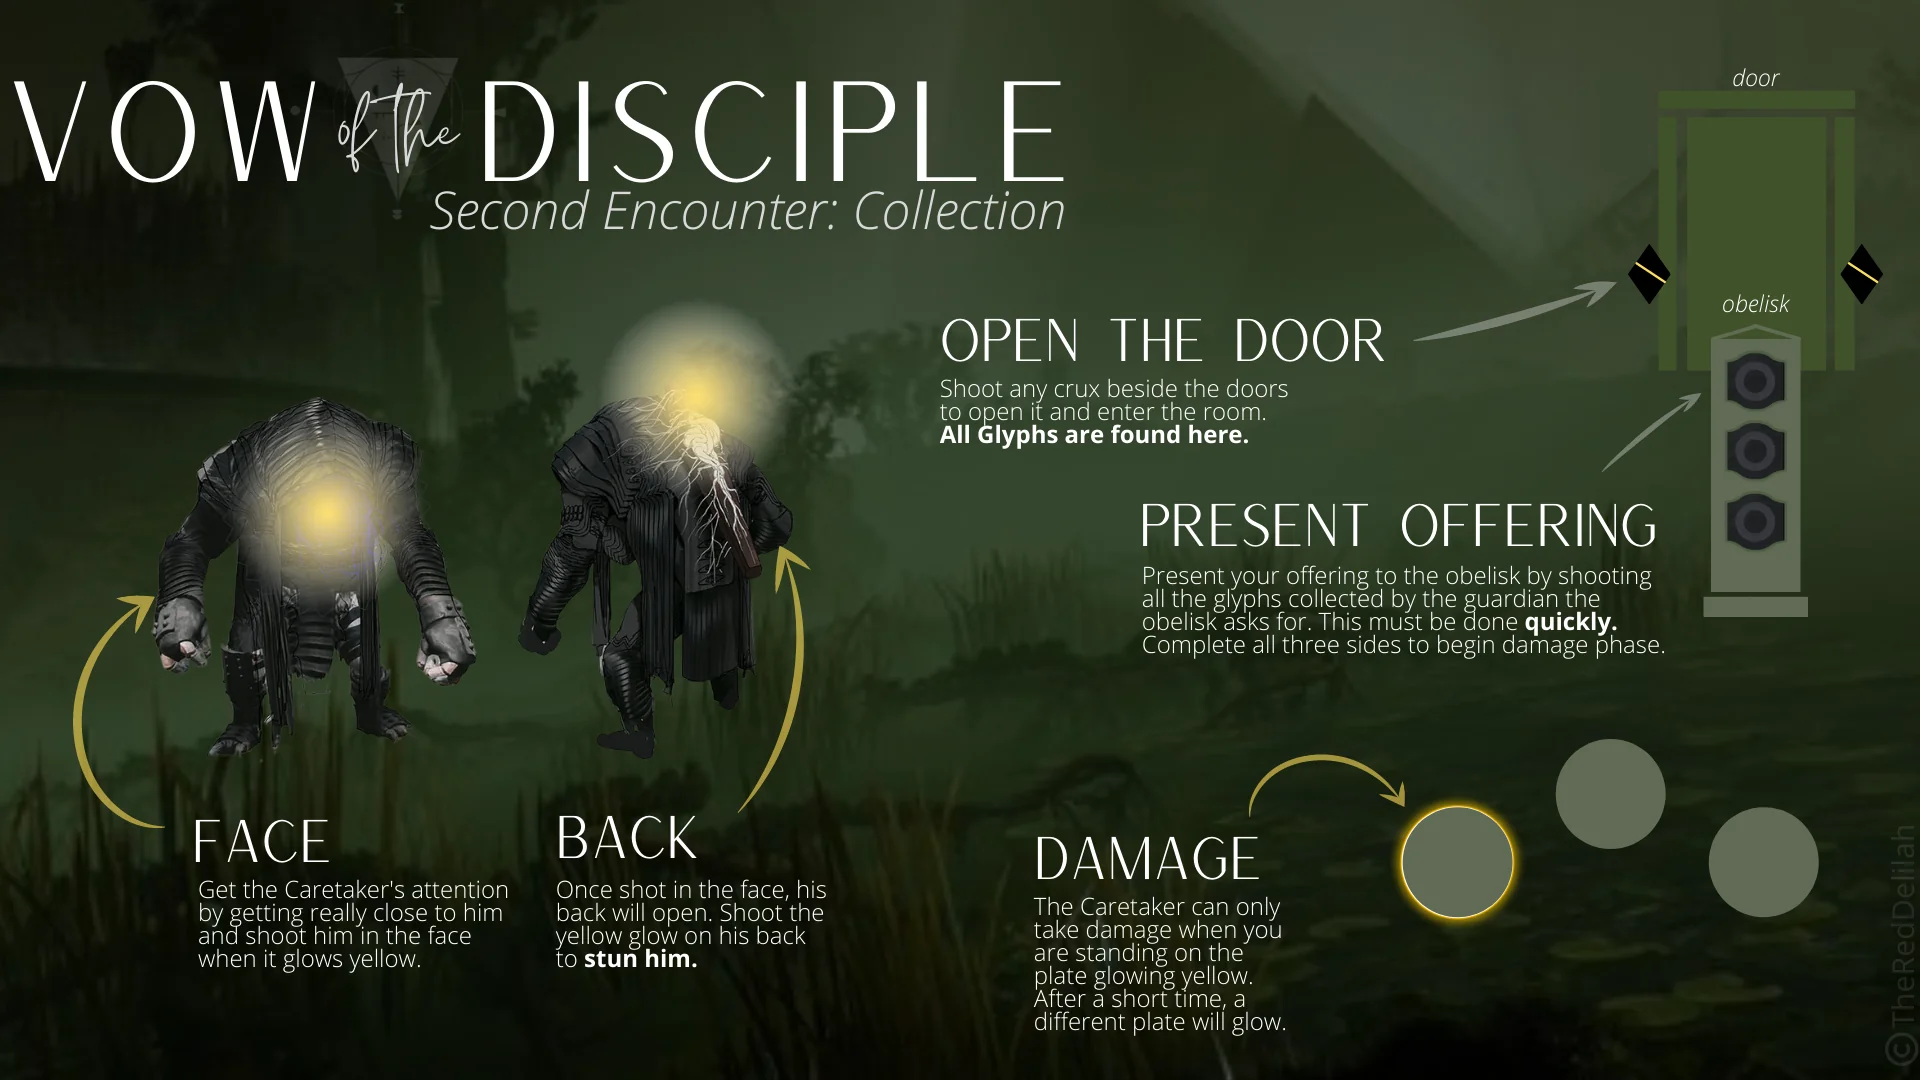 VOW of the DISCIPLE
Second Encounter: Collection
door
obelisk
OPEN THE DOOR
Shoot any crux beside the doors
to open it and enter the room.
All Glyphs are found here.
PRESENT OFFERING
Present your offering to the obelisk by shooting
all the glyphs collected by the guardian the
obelisk asks for. This must be done quickly.
Complete all three sides to begin damage phase.
FACE
Get the Caretaker's attention
by getting really close to him
and shoot him in the face
when it glows yellow.
BACK
Once shot in the face, his
back will open. Shoot the
yellow glow on his back
to stun him.
DAMAGE
The Caretaker can only
take damage when you
are standing on the
plate glowing yellow.
After a short time, a
different plate will glow.
©TheRedDelilah